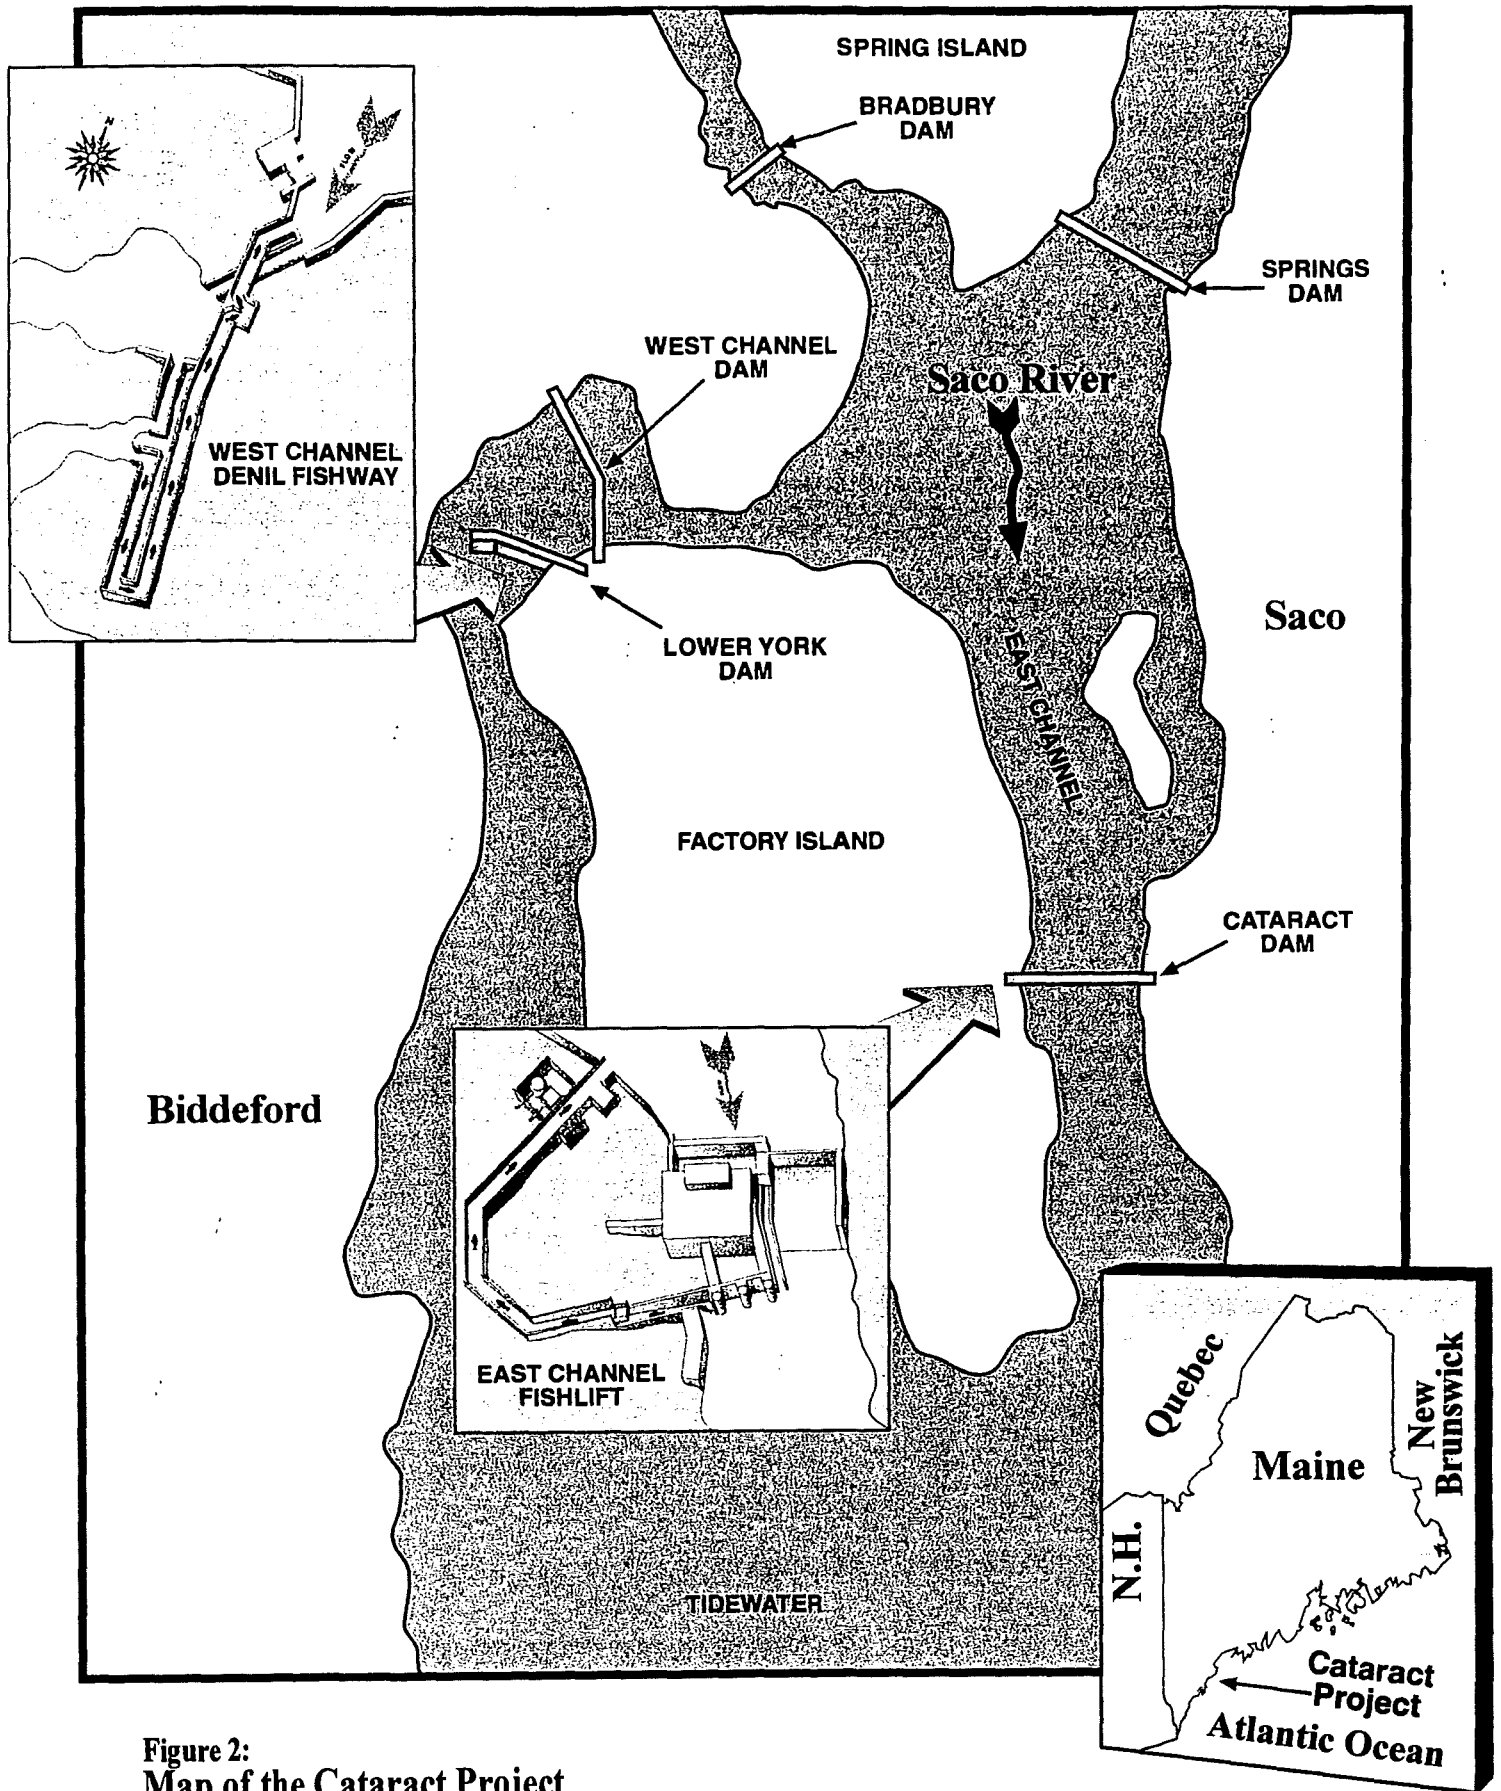 SPRING ISLAND
BRADBURY
DAM
N
FLOW
SPRINGS
DAM
WEST CHANNEL
DAM
Saco River
WEST CHANNEL
DENIL FISHWAY
Saco
LOWER YORK
DAM
EAST CHANNEL
FACTORY ISLAND
CATARACT
DAM
Biddeford
EAST CHANNEL
FISHLIFT
Quebec
New
Brunswick
Maine
N.H.
TIDEWATER
Cataract
Project
Atlantic Ocean
Figure 2:
Map of the Cataract Project